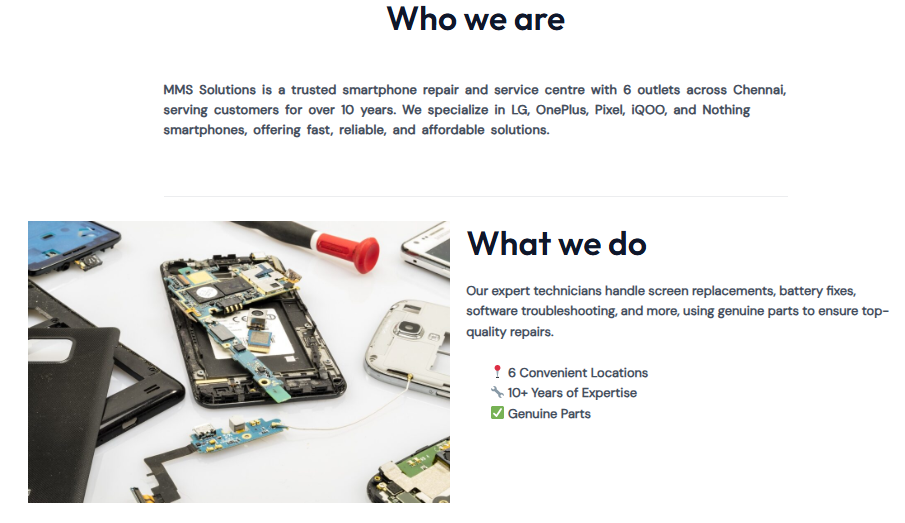 Who we are
MMS Solutions is a trusted smartphone repair and service centre with 6 outlets across Chennai,
serving customers for over 10 years. We specialize in LG, OnePlus, Pixel, iQOO, and Nothing
smartphones, offering fast, reliable, and affordable solutions.
What we do
Our expert technicians handle screen replacements, battery fixes,
software troubleshooting, and more, using genuine parts to ensure top-
quality repairs.
📍 6 Convenient Locations
🔧 10+ Years of Expertise
✅ Genuine Parts